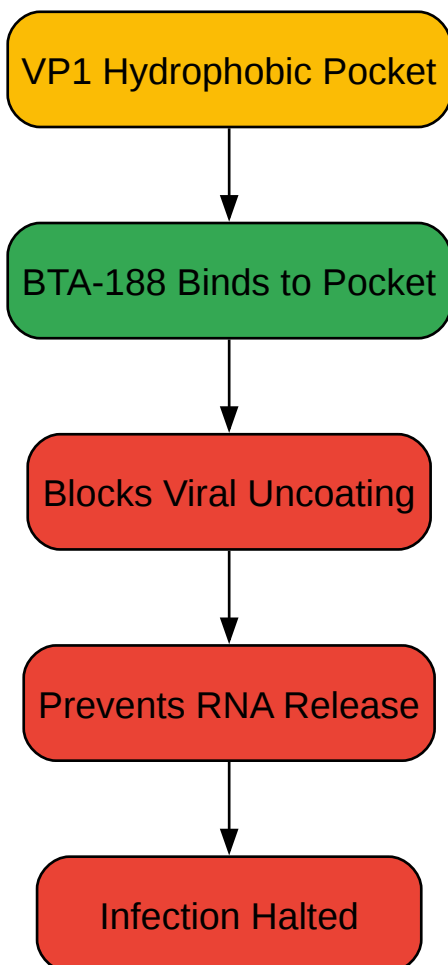 VP1 Hydrophobic Pocket
BTA-188 Binds to Pocket
Blocks Viral Uncoating
Prevents RNA Release
Infection Halted